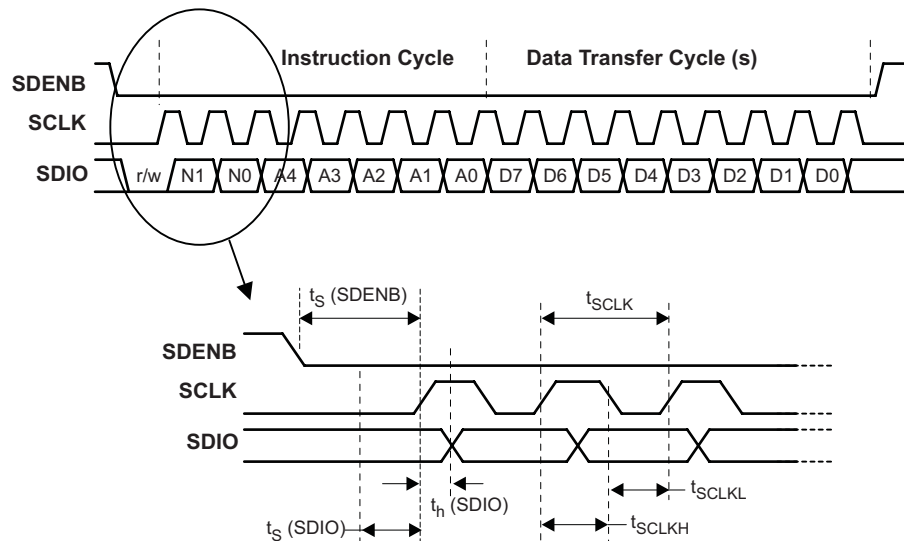 Instruction Cycle Data Transfer Cycle (s)
SDENB
SCLK
SDIO r/w N1 N0 A4 A3 A2 A1 A0 D7 D6 D5 D4 D3 D2 D1 D0
tS (SDENB) tSCLK
SDENB
SCLK
SDIO
th (SDIO) tSCLKL
tS (SDIO) tSCLKH